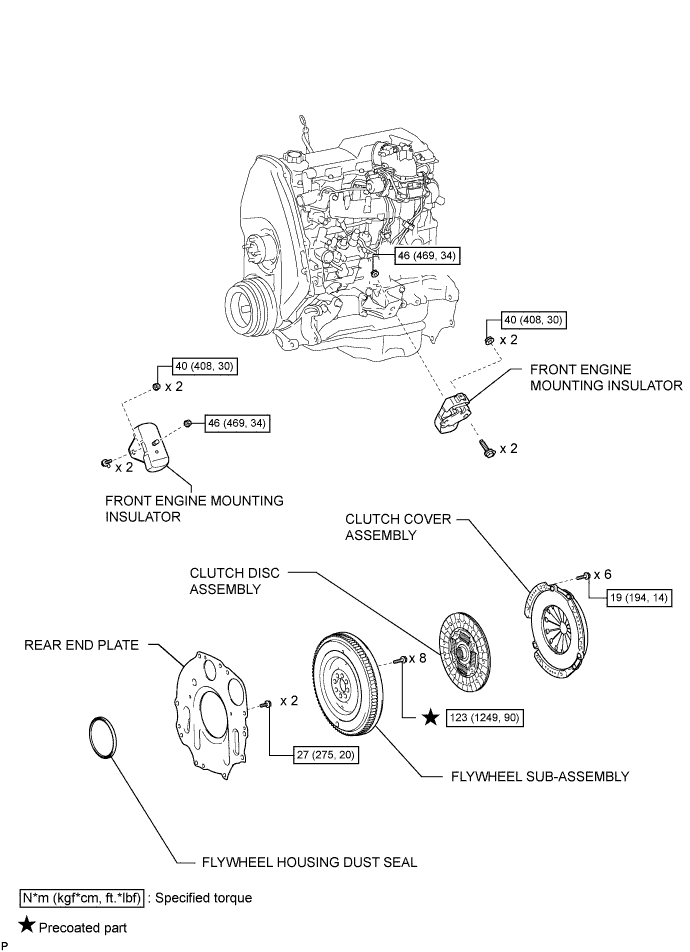 46 (469, 34)
40 (408, 30)
x 2
FRONT ENGINE
MOUNTING INSULATOR
40 (408, 30)
x 2
46 (469, 34)
x 2
x 2
FRONT ENGINE MOUNTING
INSULATOR
CLUTCH COVER
ASSEMBLY
CLUTCH DISC
ASSEMBLY
x 6
19 (194, 14)
REAR END PLATE
x 8
x 2
123 (1249, 90)
27 (275, 20)
FLYWHEEL SUB-ASSEMBLY
FLYWHEEL HOUSING DUST SEAL
N*m (kgf*cm, ft.*lbf) : Specified torque
★ Precoated part
P